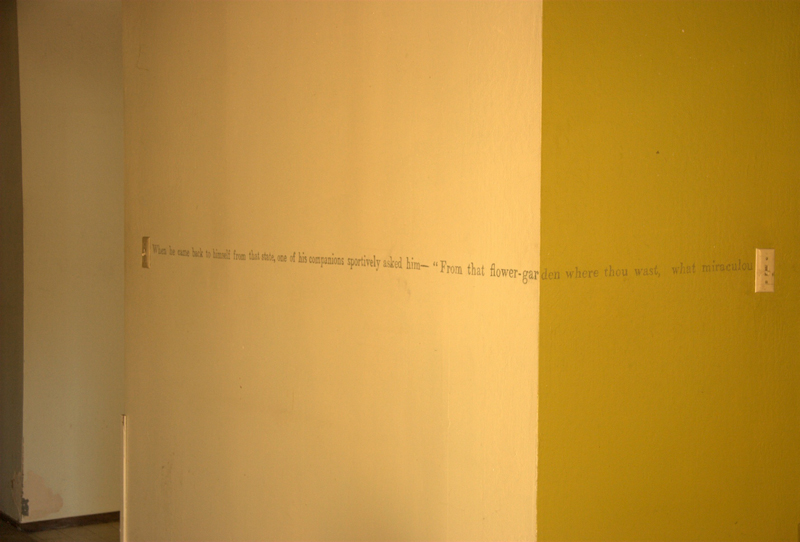 When he came back to himself from that state, one of his companions sportively asked him— "From that flower-garden where thou wast, what miraculou